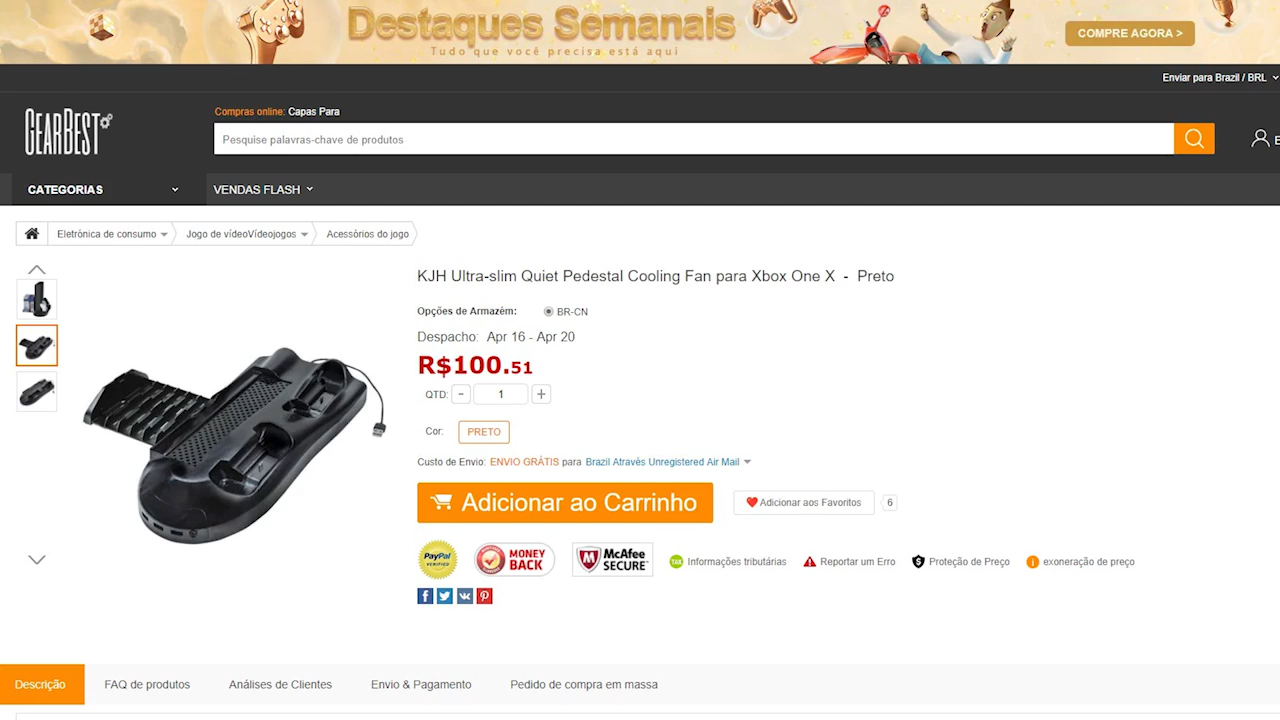 Destaques Semanais
Tudo que você precisa está aqui
COMPRE AGORA >
Enviar para Brazil / BRL
GEARBEST
Compras online: Capas Para
Pesquise palavras-chave de produtos
E
CATEGORIAS
VENDAS FLASH
Eletrônica de consumo
Jogo de vídeoVídeojogos
Acessórios do jogo
KJH Ultra-slim Quiet Pedestal Cooling Fan para Xbox One X - Preto
Opções de Armazém: BR-CN
Despacho: Apr 16 - Apr 20
R$100.51
QTD: - 1 +
Cor: PRETO
Custo de Envio: ENVIO GRÁTIS para Brazil Através Unregistered Air Mail
Adicionar ao Carrinho
Adicionar aos Favoritos
6
PayPal
VERIFIED
MONEY
BACK
McAfee
SECURE
TAX
Informações tributárias
Reportar um Erro
Proteção de Preço
exoneração de preço
Descrição
FAQ de produtos
Análises de Clientes
Envio & Pagamento
Pedido de compra em massa